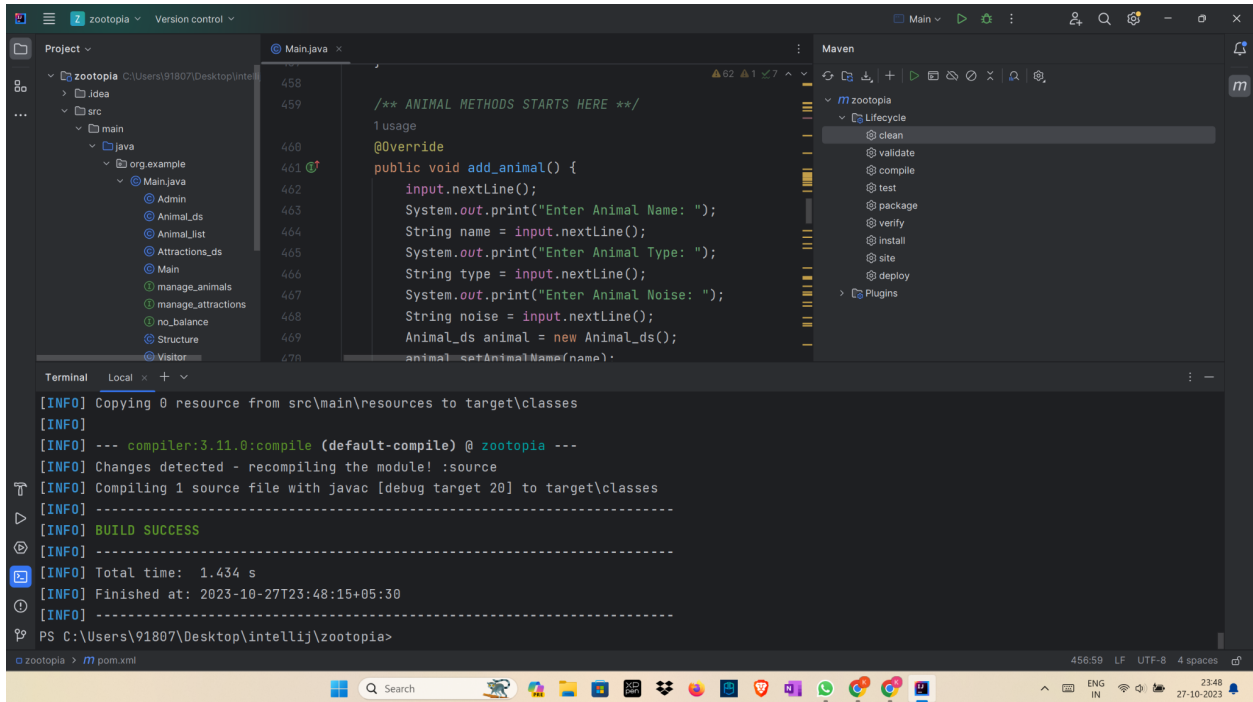 Z zootopia Version control Main
Project
zootopia C:\Users\91807\Desktop\intelli
.idea
src
main
java
org.example
Main.java
Admin
Animal_ds
Animal_list
Attractions_ds
Main
manage_animals
manage_attractions
no_balance
Structure
Visitor
Main.java
62 1 7
458
459 /** ANIMAL METHODS STARTS HERE **/
1 usage
460 @Override
461 public void add_animal() {
462 input.nextLine();
463 System.out.print("Enter Animal Name: ");
464 String name = input.nextLine();
465 System.out.print("Enter Animal Type: ");
466 String type = input.nextLine();
467 System.out.print("Enter Animal Noise: ");
468 String noise = input.nextLine();
469 Animal_ds animal = new Animal_ds();
470 animal.setAnimalName(name);
Maven
m zootopia
Lifecycle
clean
validate
compile
test
package
verify
install
site
deploy
Plugins
m
Terminal Local
[INFO] Copying 0 resource from src\main\resources to target\classes
[INFO]
[INFO] --- compiler:3.11.0:compile (default-compile) @ zootopia ---
[INFO] Changes detected - recompiling the module! :source
[INFO] Compiling 1 source file with javac [debug target 20] to target\classes
[INFO] ------------------------------------------------------------------------
[INFO] BUILD SUCCESS
[INFO] ------------------------------------------------------------------------
[INFO] Total time:  1.434 s
[INFO] Finished at: 2023-10-27T23:48:15+05:30
[INFO] ------------------------------------------------------------------------
PS C:\Users\91807\Desktop\intellij\zootopia>
zootopia > m pom.xml 456:59 LF UTF-8 4 spaces
Search
ENG
IN
23:48
27-10-2023